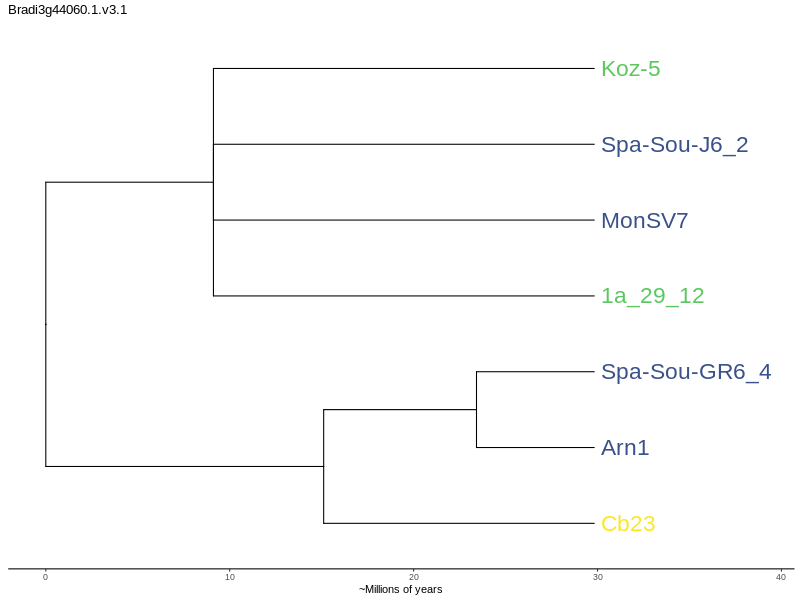 Bradi3g44060.1.v3.1
Koz-5
Spa-Sou-J6_2
MonSV7
1a_29_12
Spa-Sou-GR6_4
Arn1
Cb23
0 10 20 30 40
~Millions of years